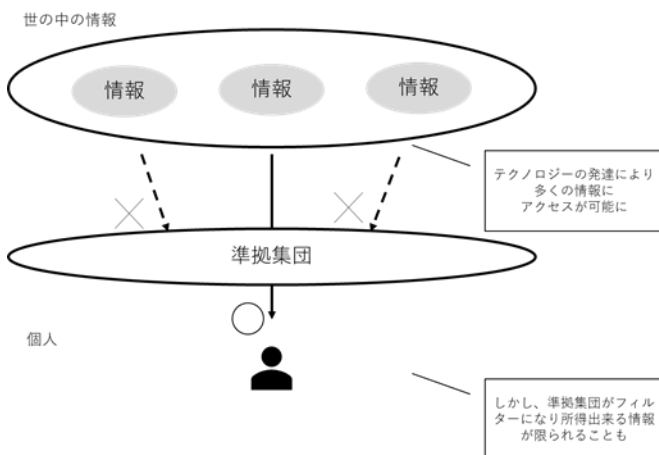 世の中の情報
情報
情報
情報
テクノロジーの発達により
多くの情報に
アクセスが可能に
準拠集団
個人
しかし、準拠集団がフィル
ターになり所得出来る情報
が限られることも